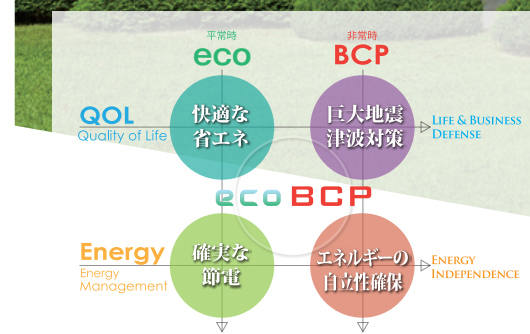 平常時
eco
非常時
BCP
QOL
Quality of Life
快適な
省エネ
巨大地震
津波対策
LIFE & BUSINESS
DEFENSE
eco BCP
Energy
Energy
Management
確実な
節電
エネルギーの
自立性確保
ENERGY
INDEPENDENCE